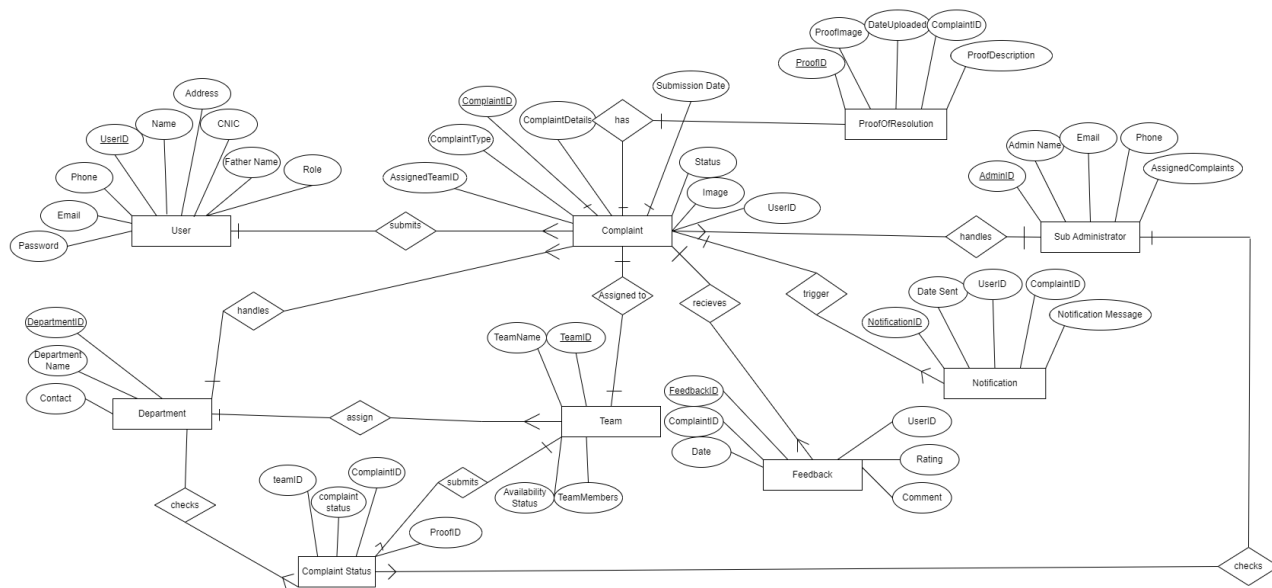 ProofImage
DateUploaded
ComplaintID
ProofID
ProofDescription
ProofOfResolution
Address
Name
CNIC
UserID
Father Name
Role
Phone
Email
Password
User
submits
ComplaintID
ComplaintDetails
has
Submission Date
ComplaintType
AssignedTeamID
Status
Image
UserID
Complaint
handles
Admin Name
Email
Phone
AdminID
AssignedComplaints
Sub Administrator
handles
Assigned to
recieves
trigger
Date Sent
UserID
ComplaintID
NotificationID
Notification Message
Notification
DepartmentID
Department
Name
Contact
Department
assign
TeamName
TeamID
Team
Availability
Status
TeamMembers
submits
FeedbackID
ComplaintID
Date
UserID
Rating
Comment
Feedback
checks
teamID
complaint
status
ComplaintID
ProofID
Complaint Status
checks